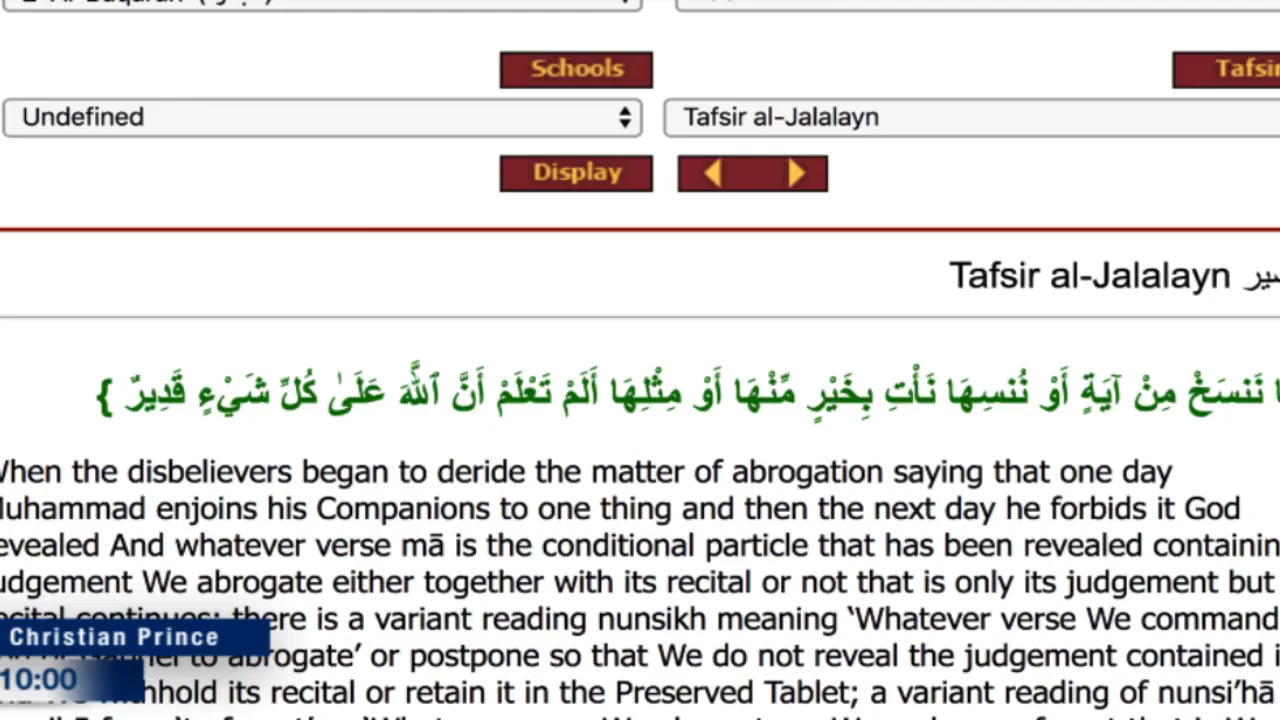 Schools
Tafsir
Undefined
Tafsir al-Jalalayn
Display
Tafsir al-Jalalayn
نَنسَخْ مِنْ آيَةٍ أَوْ نُنسِهَا نَأْتِ بِخَيْرٍ مِّنْهَا أَوْ مِثْلِهَا أَلَمْ تَعْلَمْ أَنَّ ٱللَّهَ عَلَىٰ كُلِّ شَيْءٍ قَدِيرٌ }
When the disbelievers began to deride the matter of abrogation saying that one day
Muhammad enjoins his Companions to one thing and then the next day he forbids it God
revealed And whatever verse mā is the conditional particle that has been revealed containin
judgement We abrogate either together with its recital or not that is only its judgement but
recital continues; there is a variant reading nunsikh meaning ‘Whatever verse We command
to abrogate’ or postpone so that We do not reveal the judgement contained i
withhold its recital or retain it in the Preserved Tablet; a variant reading of nunsi’hā
Christian Prince
10:00